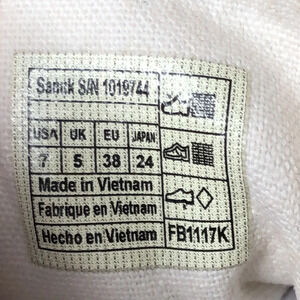 Sanuk S/N 1019744
USA UK EU JAPAN
7 5 38 24
Made in Vietnam
Fabrique en Vietnam
Hecho en Vietnam FB1117K